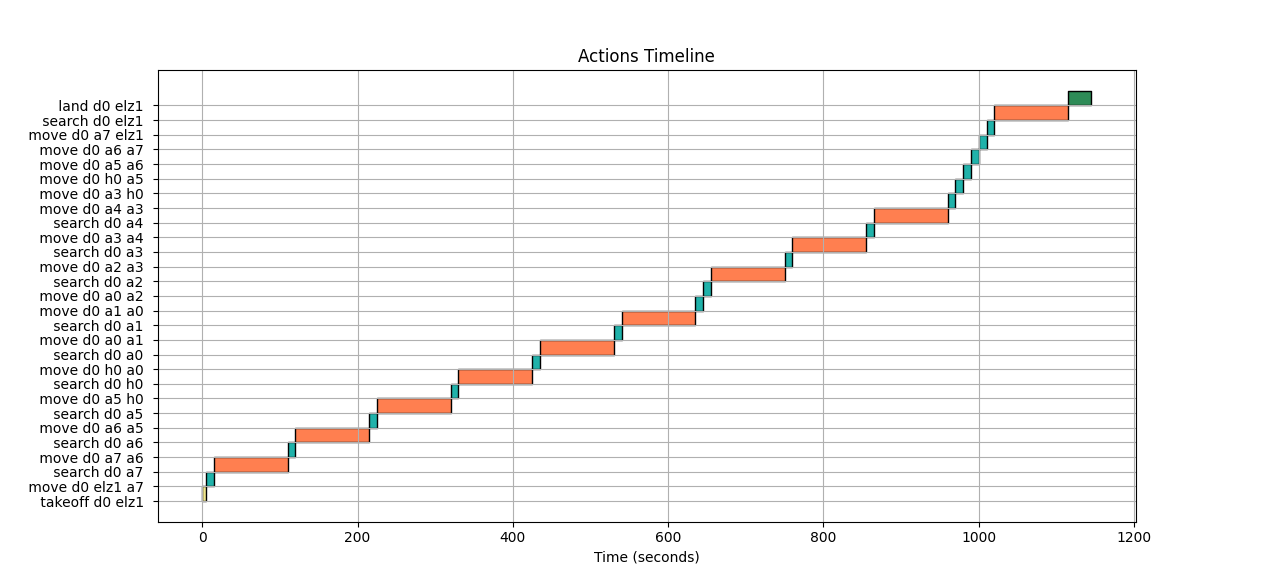 Actions Timeline
land d0 elz1
search d0 elz1
move d0 a7 elz1
move d0 a6 a7
move d0 a5 a6
move d0 h0 a5
move d0 a3 h0
move d0 a4 a3
search d0 a4
move d0 a3 a4
search d0 a3
move d0 a2 a3
search d0 a2
move d0 a0 a2
move d0 a1 a0
search d0 a1
move d0 a0 a1
search d0 a0
move d0 h0 a0
search d0 h0
move d0 a5 h0
search d0 a5
move d0 a6 a5
search d0 a6
move d0 a7 a6
search d0 a7
move d0 elz1 a7
takeoff d0 elz1
0 200 400 600 800 1000 1200
Time (seconds)